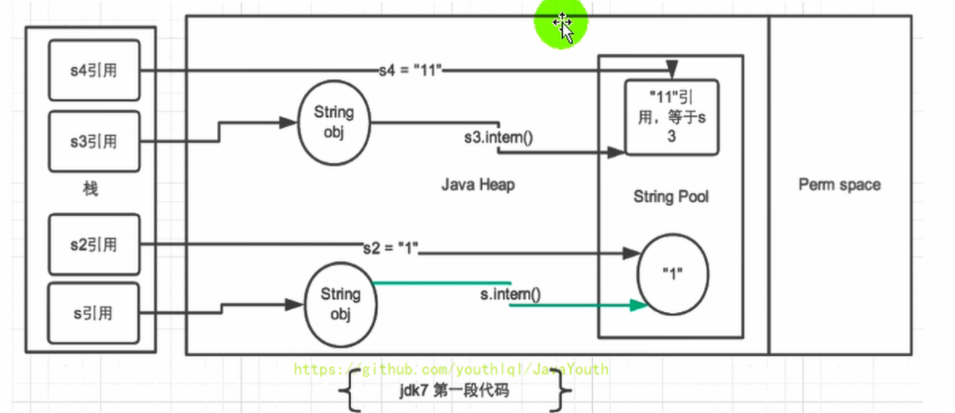 s4引用
s4 = "11"
"11"引
用，等于s
3
String
obj
s3引用
s3.intern()
栈
Java Heap
String Pool
Perm space
s2引用
s2 = "1"
"1"
String
obj
s.intern()
s引用
https://github.com/youthlql/JavaYouth
jdk7 第一段代码